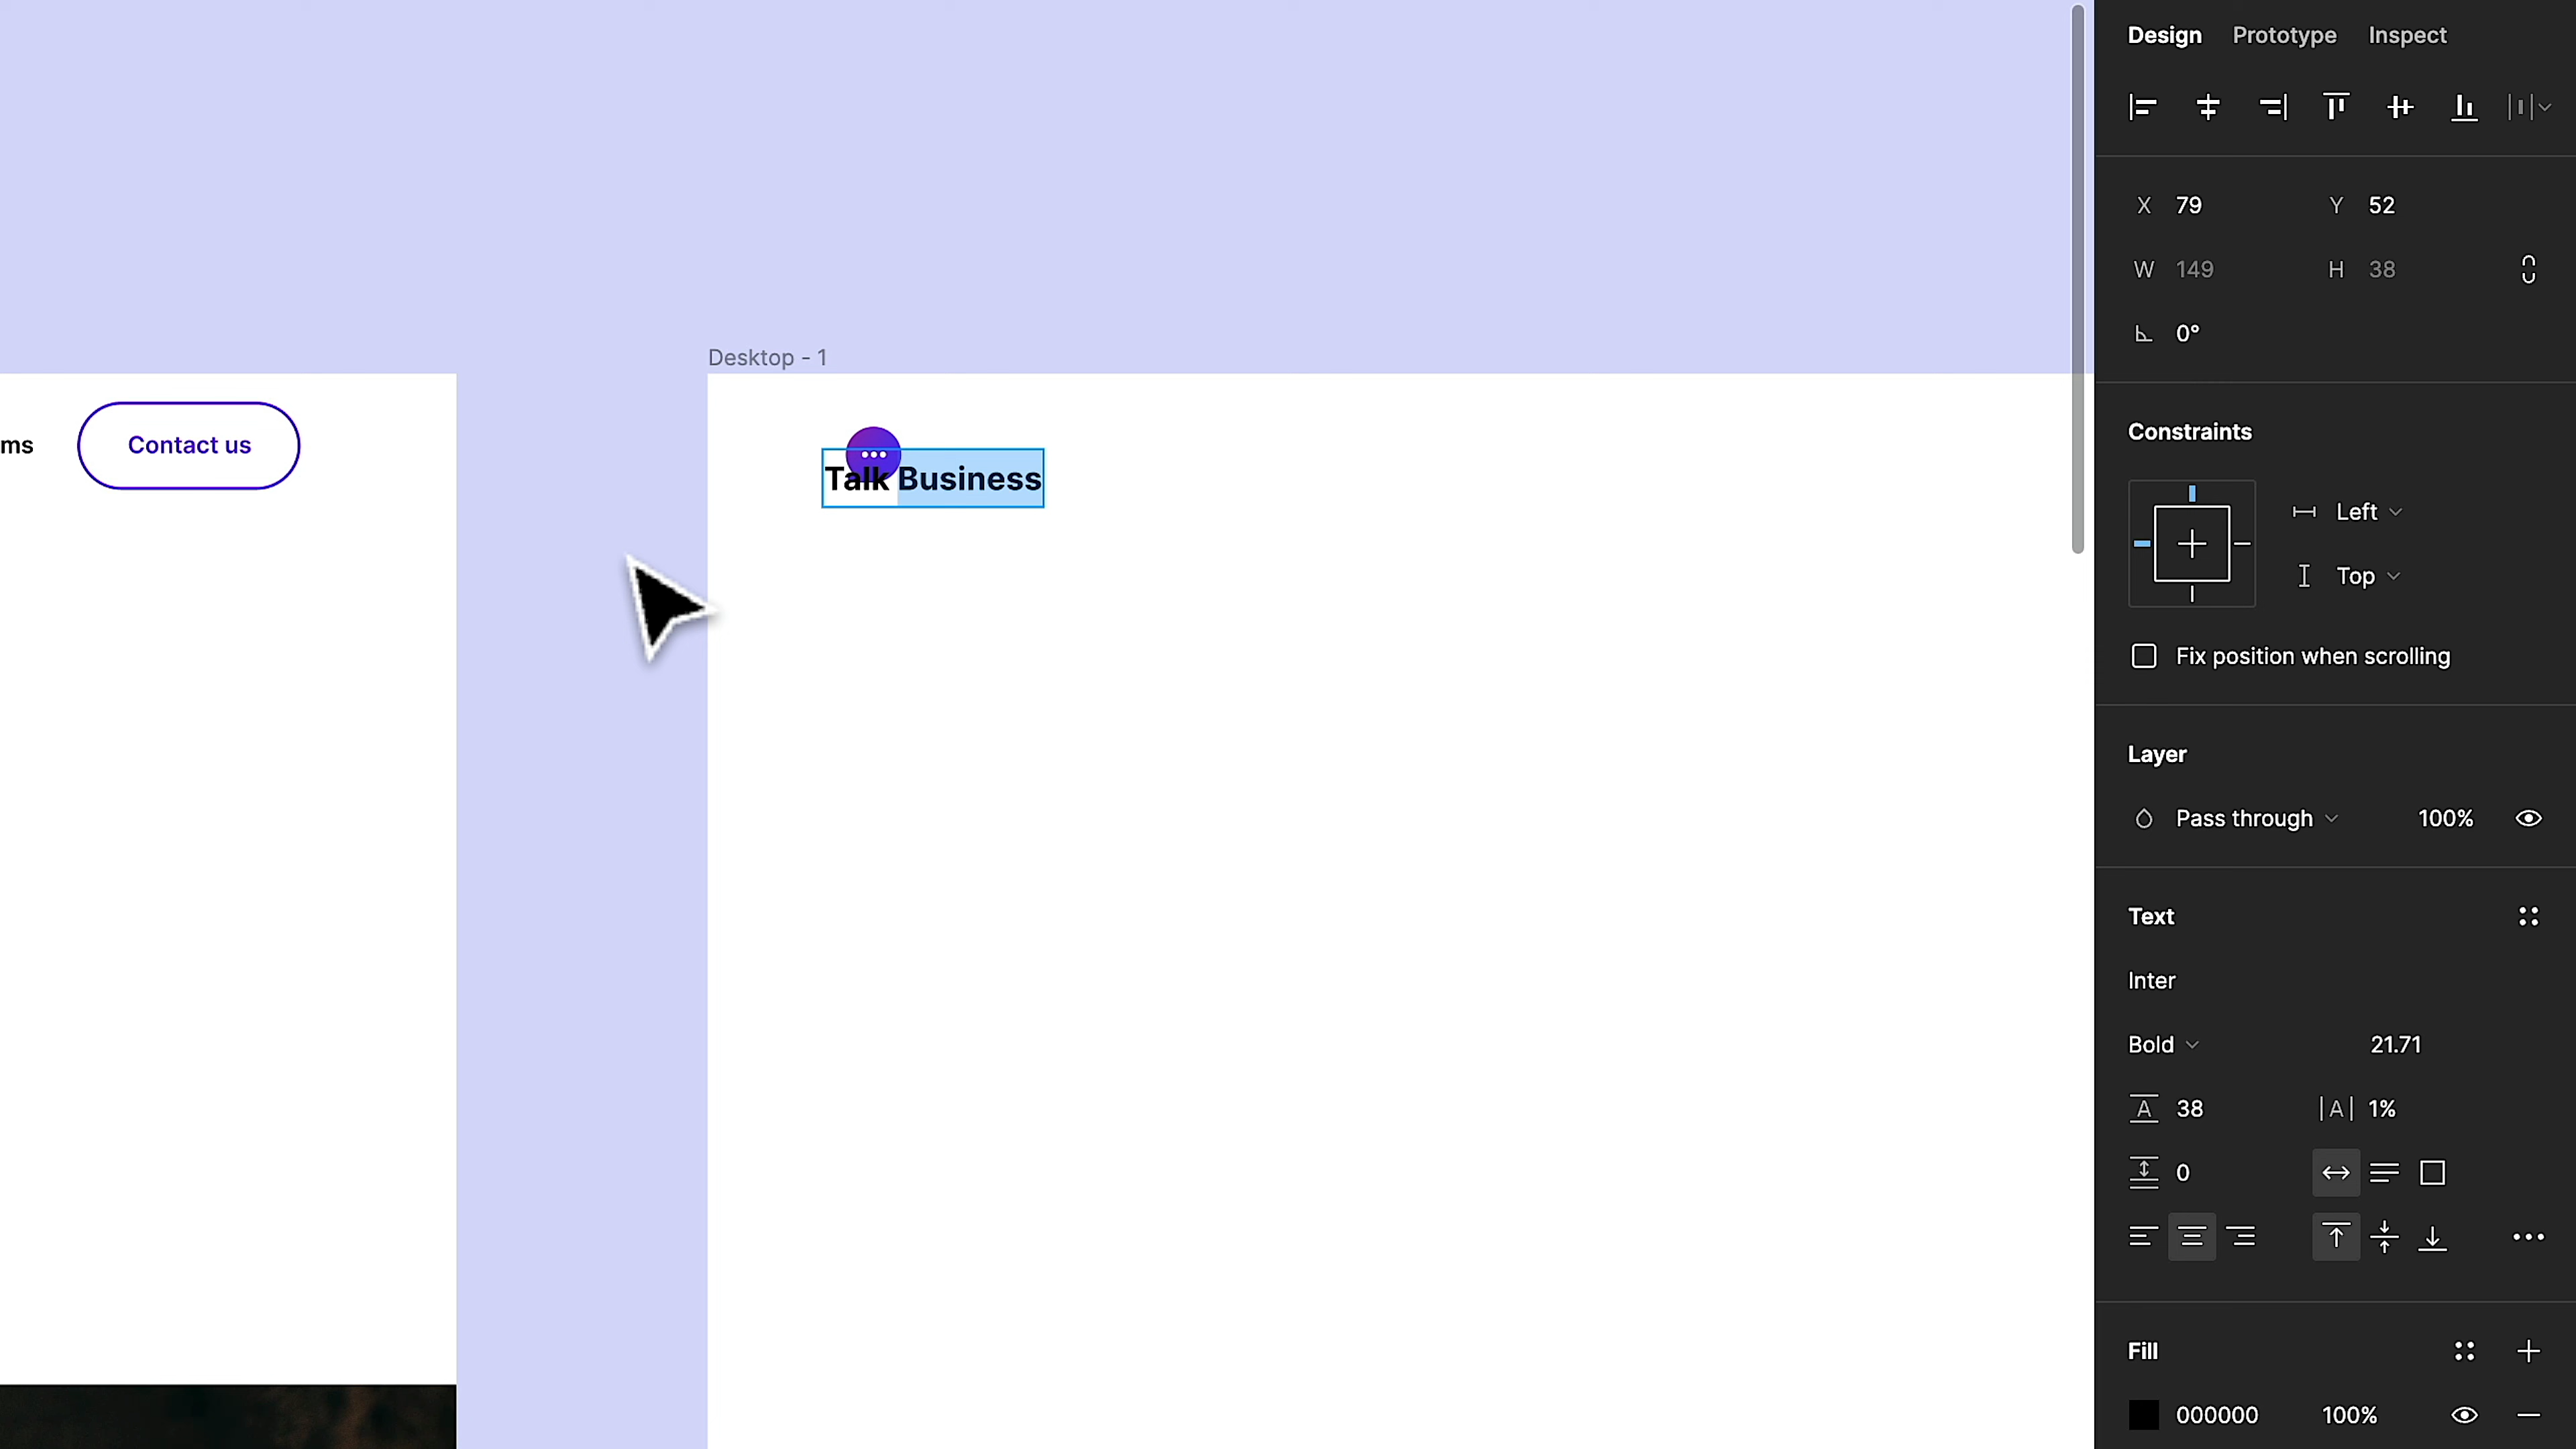 Design Prototype Inspect
X 79 Y 52
W 149 H 38
0°
Desktop - 1
ms
Contact us
Talk Business
Constraints
Left
Top
Fix position when scrolling
Layer
Pass through 100%
Text
Inter
Bold 21.71
A 38 |A| 1%
0
Fill
000000 100%